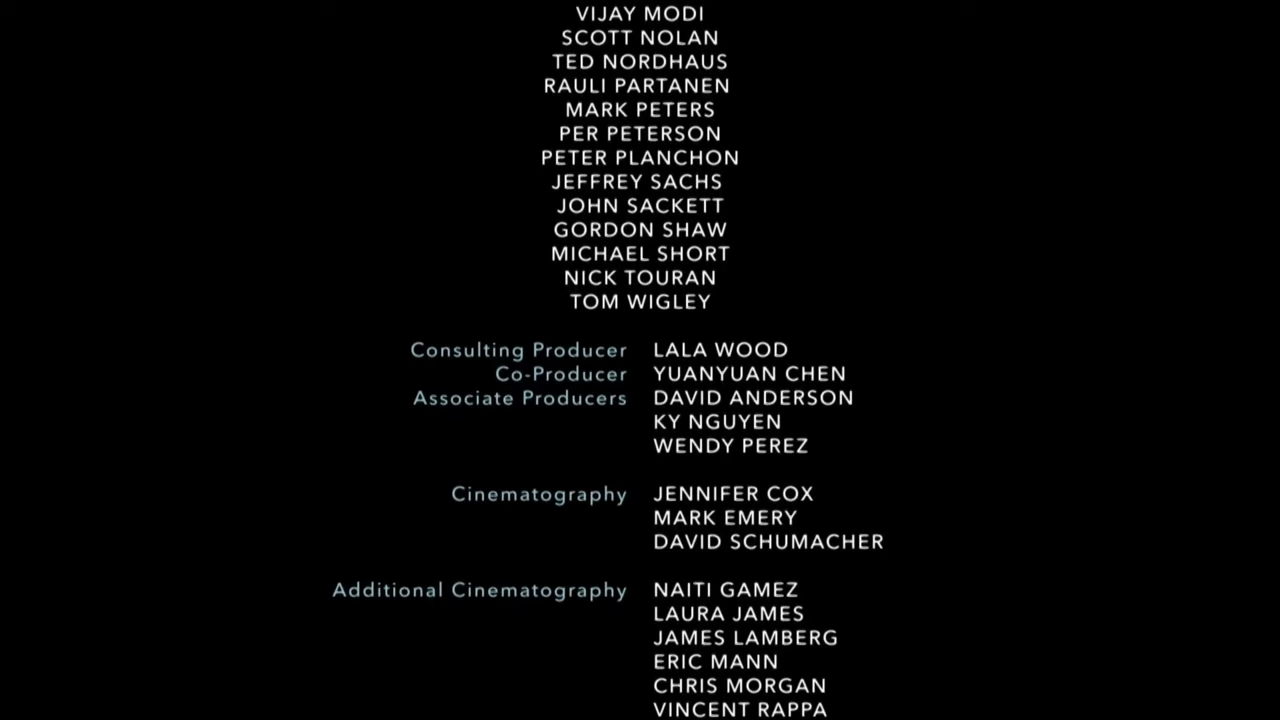 VIJAY MODI
SCOTT NOLAN
TED NORDHAUS
RAULI PARTANEN
MARK PETERS
PER PETERSON
PETER PLANCHON
JEFFREY SACHS
JOHN SACKETT
GORDON SHAW
MICHAEL SHORT
NICK TOURAN
TOM WIGLEY
Consulting Producer LALA WOOD
Co-Producer YUANYUAN CHEN
Associate Producers DAVID ANDERSON
KY NGUYEN
WENDY PEREZ
Cinematography JENNIFER COX
MARK EMERY
DAVID SCHUMACHER
Additional Cinematography NAITI GAMEZ
LAURA JAMES
JAMES LAMBERG
ERIC MANN
CHRIS MORGAN
VINCENT RAPPA